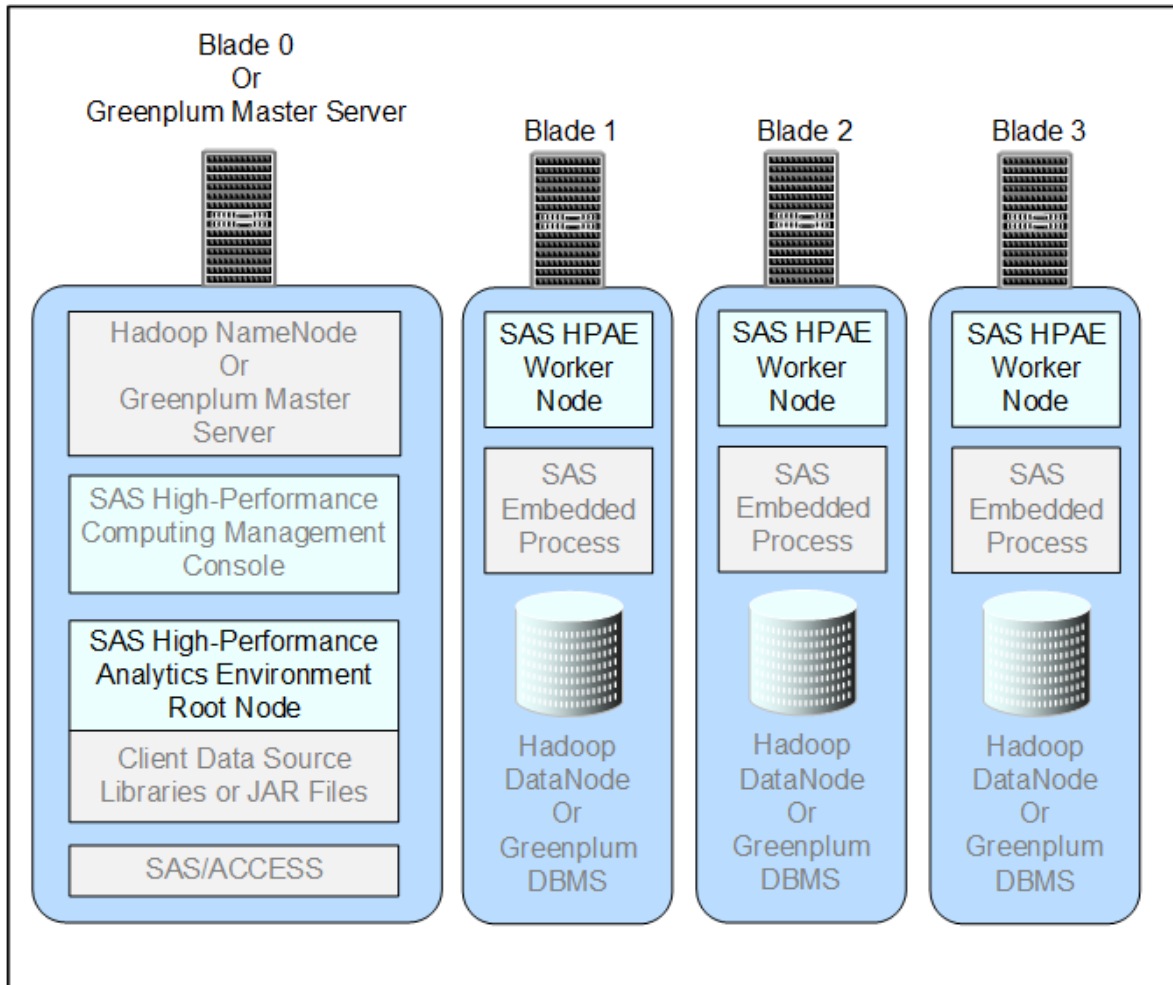 Blade 0
Or
Greenplum Master Server
Blade 1
Blade 2
Blade 3
Hadoop NameNode
Or
Greenplum Master
Server
SAS High-Performance
Computing Management
Console
SAS High-Performance
Analytics Environment
Root Node
Client Data Source
Libraries or JAR Files
SAS/ACCESS
SAS HPAE
Worker
Node
SAS
Embedded
Process
Hadoop
DataNode
Or
Greenplum
DBMS
SAS HPAE
Worker
Node
SAS
Embedded
Process
Hadoop
DataNode
Or
Greenplum
DBMS
SAS HPAE
Worker
Node
SAS
Embedded
Process
Hadoop
DataNode
Or
Greenplum
DBMS